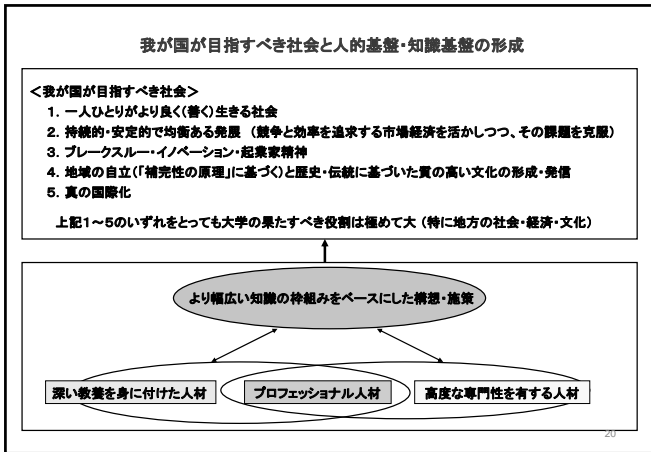 我が国が目指すべき社会と人的基盤・知識基盤の形成
＜我が国が目指すべき社会＞
1. 一人ひとりがより良く(善く)生きる社会
2. 持続的・安定的で均衡ある発展 （競争と効率を追求する市場経済を活かしつつ、その課題を克服）
3. ブレークスルー・イノベーション・起業家精神
4. 地域の自立(「補完性の原理」に基づく)と歴史・伝統に基づいた質の高い文化の形成・発信
5. 真の国際化
上記1～5のいずれをとっても大学の果たすべき役割は極めて大 （特に地方の社会・経済・文化）
より幅広い知識の枠組みをベースにした構想・施策
深い教養を身に付けた人材
プロフェッショナル人材
高度な専門性を有する人材
20